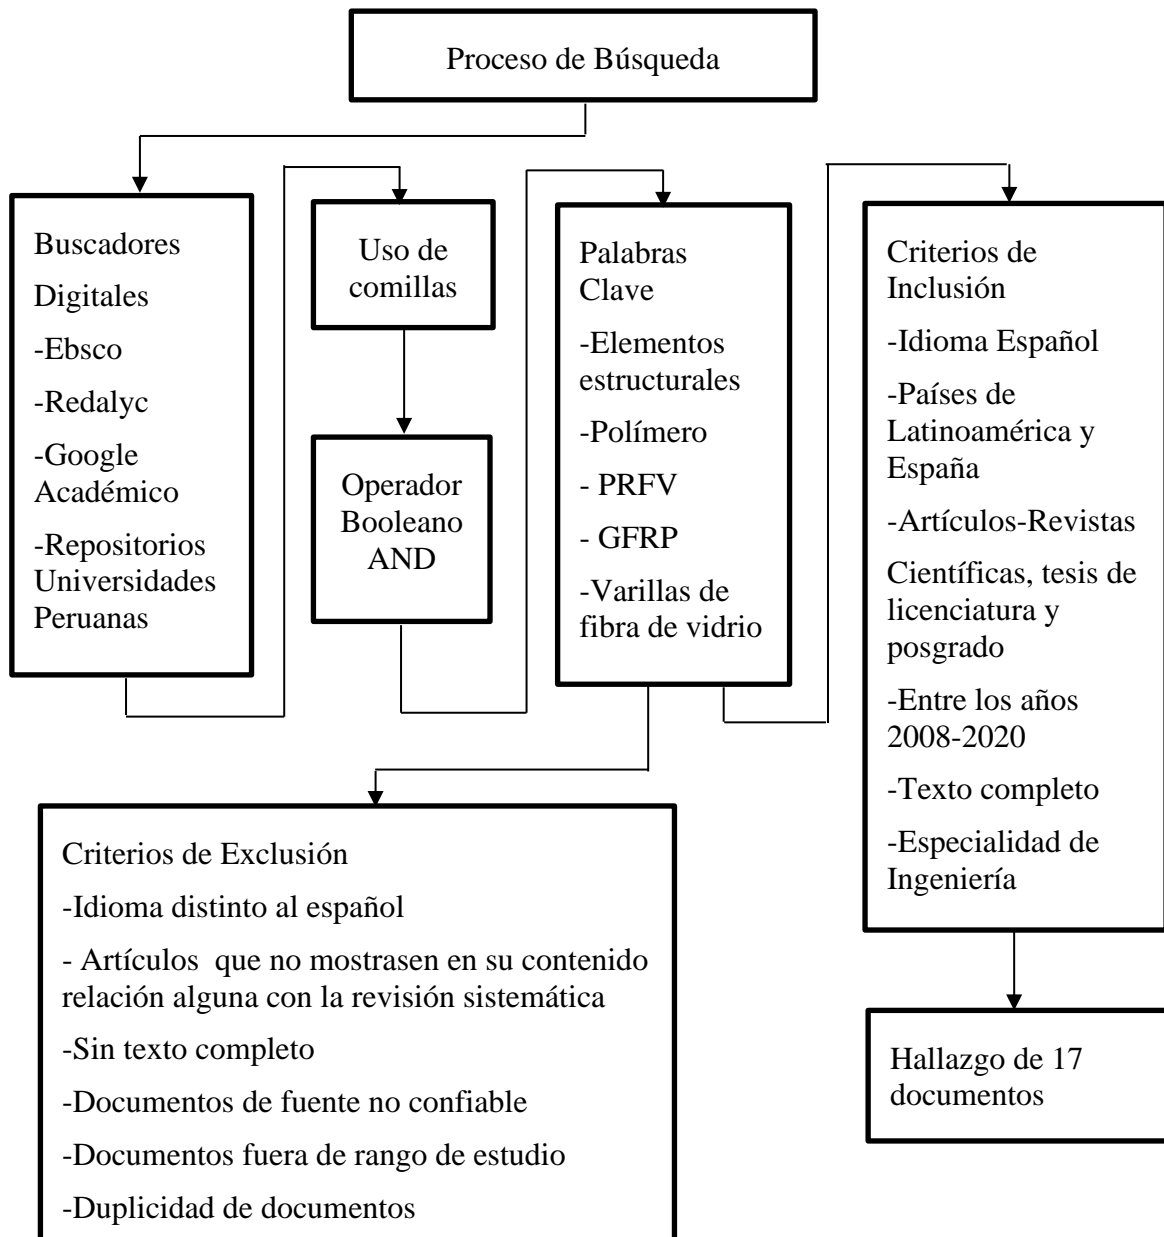 Proceso de Búsqueda
Buscadores
Digitales
-Ebsco
-Redalyc
-Google
Académico
-Repositorios
Universidades
Peruanas
Uso de
comillas
Operador
Booleano
AND
Palabras
Clave
-Elementos
estructurales
-Polímero
- PRFV
- GFRP
-Varillas de
fibra de vidrio
Criterios de
Inclusión
-Idioma Español
-Países de
Latinoamérica y
España
-Artículos-Revistas
Científicas, tesis de
licenciatura y
posgrado
-Entre los años
2008-2020
-Texto completo
-Especialidad de
Ingeniería
Criterios de Exclusión
-Idioma distinto al español
- Artículos  que no mostrasen en su contenido
relación alguna con la revisión sistemática
-Sin texto completo
-Documentos de fuente no confiable
-Documentos fuera de rango de estudio
-Duplicidad de documentos
Hallazgo de 17
documentos